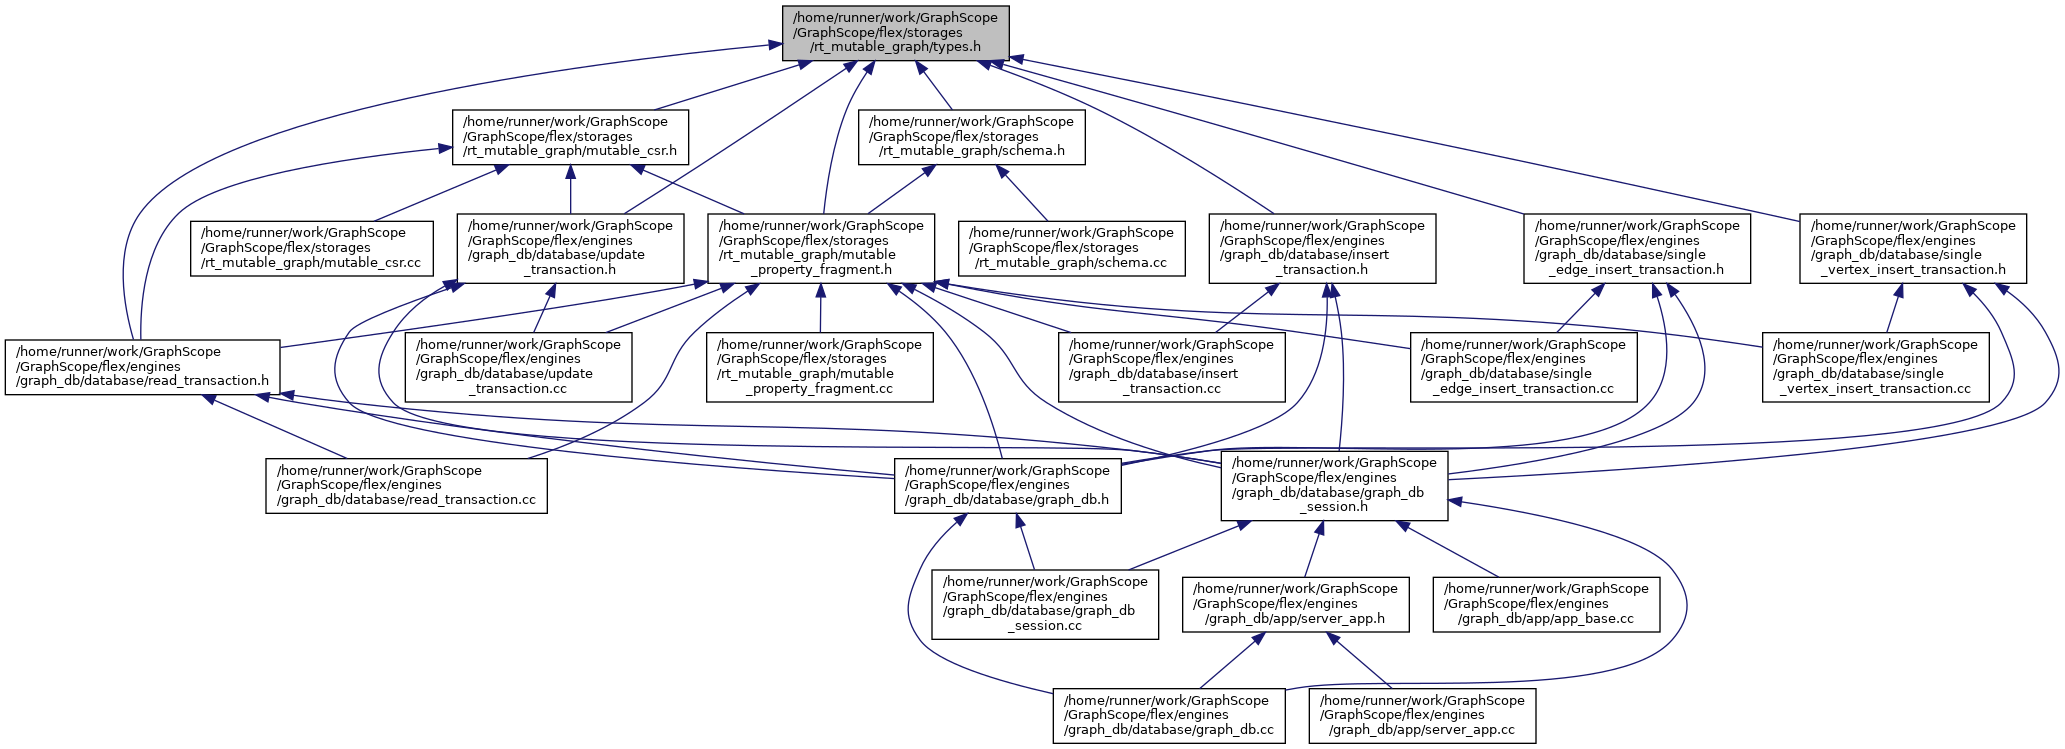 /home/runner/work/GraphScope
/GraphScope/flex/storages
/rt_mutable_graph/types.h
/home/runner/work/GraphScope
/GraphScope/flex/storages
/rt_mutable_graph/mutable_csr.h
/home/runner/work/GraphScope
/GraphScope/flex/storages
/rt_mutable_graph/schema.h
/home/runner/work/GraphScope
/GraphScope/flex/storages
/rt_mutable_graph/mutable_csr.cc
/home/runner/work/GraphScope
/GraphScope/flex/engines
/graph_db/database/update
_transaction.h
/home/runner/work/GraphScope
/GraphScope/flex/storages
/rt_mutable_graph/mutable
_property_fragment.h
/home/runner/work/GraphScope
/GraphScope/flex/storages
/rt_mutable_graph/schema.cc
/home/runner/work/GraphScope
/GraphScope/flex/engines
/graph_db/database/insert
_transaction.h
/home/runner/work/GraphScope
/GraphScope/flex/engines
/graph_db/database/single
_edge_insert_transaction.h
/home/runner/work/GraphScope
/GraphScope/flex/engines
/graph_db/database/single
_vertex_insert_transaction.h
/home/runner/work/GraphScope
/GraphScope/flex/engines
/graph_db/database/read_transaction.h
/home/runner/work/GraphScope
/GraphScope/flex/engines
/graph_db/database/update
_transaction.cc
/home/runner/work/GraphScope
/GraphScope/flex/storages
/rt_mutable_graph/mutable
_property_fragment.cc
/home/runner/work/GraphScope
/GraphScope/flex/engines
/graph_db/database/insert
_transaction.cc
/home/runner/work/GraphScope
/GraphScope/flex/engines
/graph_db/database/single
_edge_insert_transaction.cc
/home/runner/work/GraphScope
/GraphScope/flex/engines
/graph_db/database/single
_vertex_insert_transaction.cc
/home/runner/work/GraphScope
/GraphScope/flex/engines
/graph_db/database/read_transaction.cc
/home/runner/work/GraphScope
/GraphScope/flex/engines
/graph_db/database/graph_db.h
/home/runner/work/GraphScope
/GraphScope/flex/engines
/graph_db/database/graph_db
_session.h
/home/runner/work/GraphScope
/GraphScope/flex/engines
/graph_db/database/graph_db
_session.cc
/home/runner/work/GraphScope
/GraphScope/flex/engines
/graph_db/app/server_app.h
/home/runner/work/GraphScope
/GraphScope/flex/engines
/graph_db/app/app_base.cc
/home/runner/work/GraphScope
/GraphScope/flex/engines
/graph_db/database/graph_db.cc
/home/runner/work/GraphScope
/GraphScope/flex/engines
/graph_db/app/server_app.cc